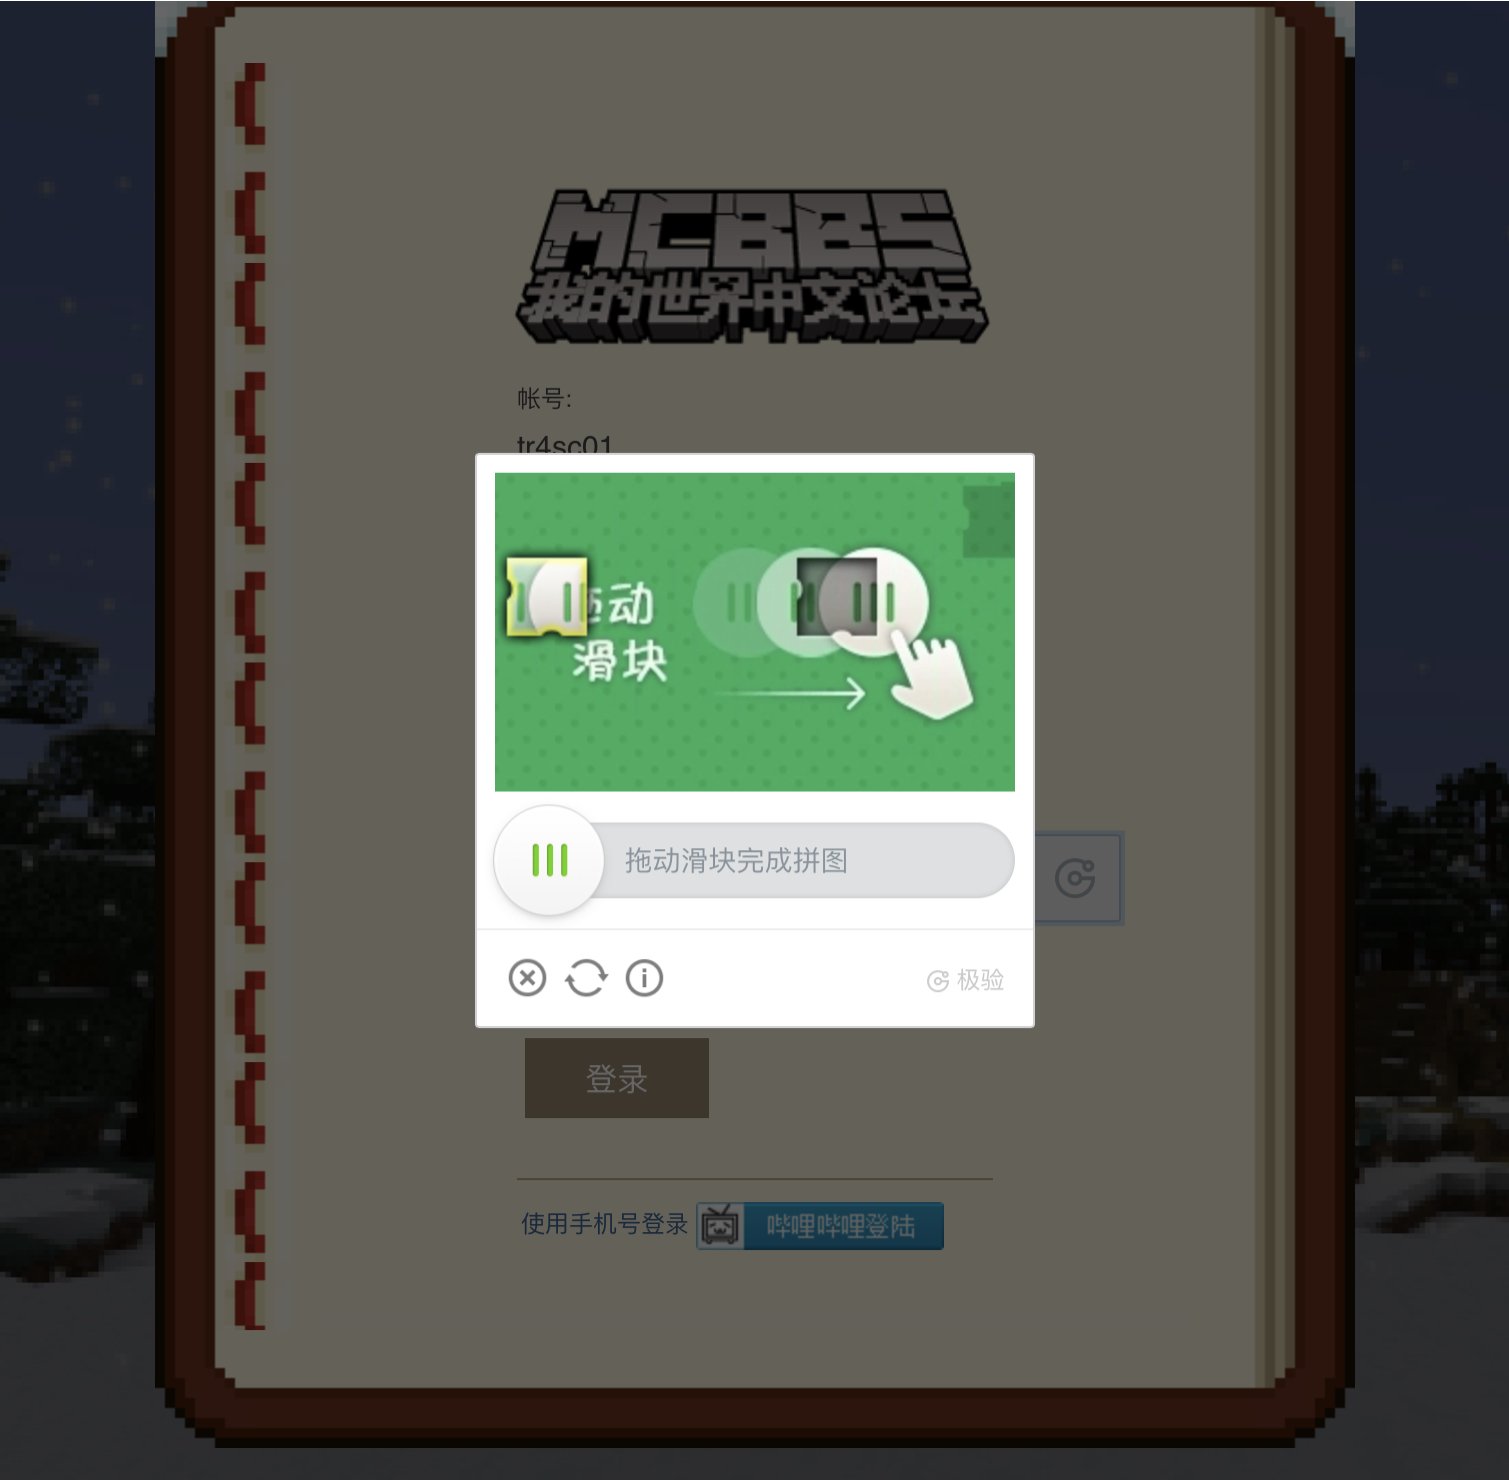 MCBBS
我的世界中文论坛
帐号:
tr4sc01
拖动
滑块
拖动滑块完成拼图
极验
登录
使用手机号登录
哔哩哔哩登陆